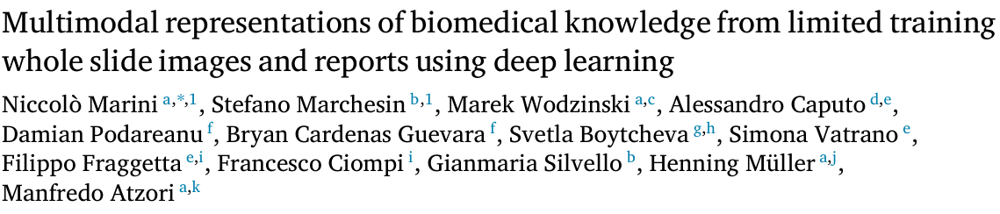 Multimodal representations of biomedical knowledge from limited training
whole slide images and reports using deep learning
Niccolò Marini a,*,1, Stefano Marchesin b,1, Marek Wodzinski a,c, Alessandro Caputo d,e,
Damian Podareanu f, Bryan Cardenas Guevara f, Svetla Boytcheva g,h, Simona Vatrano e,
Filippo Fraggetta e,i, Francesco Ciompi i, Gianmaria Silvello b, Henning Müller a,j,
Manfredo Atzori a,k